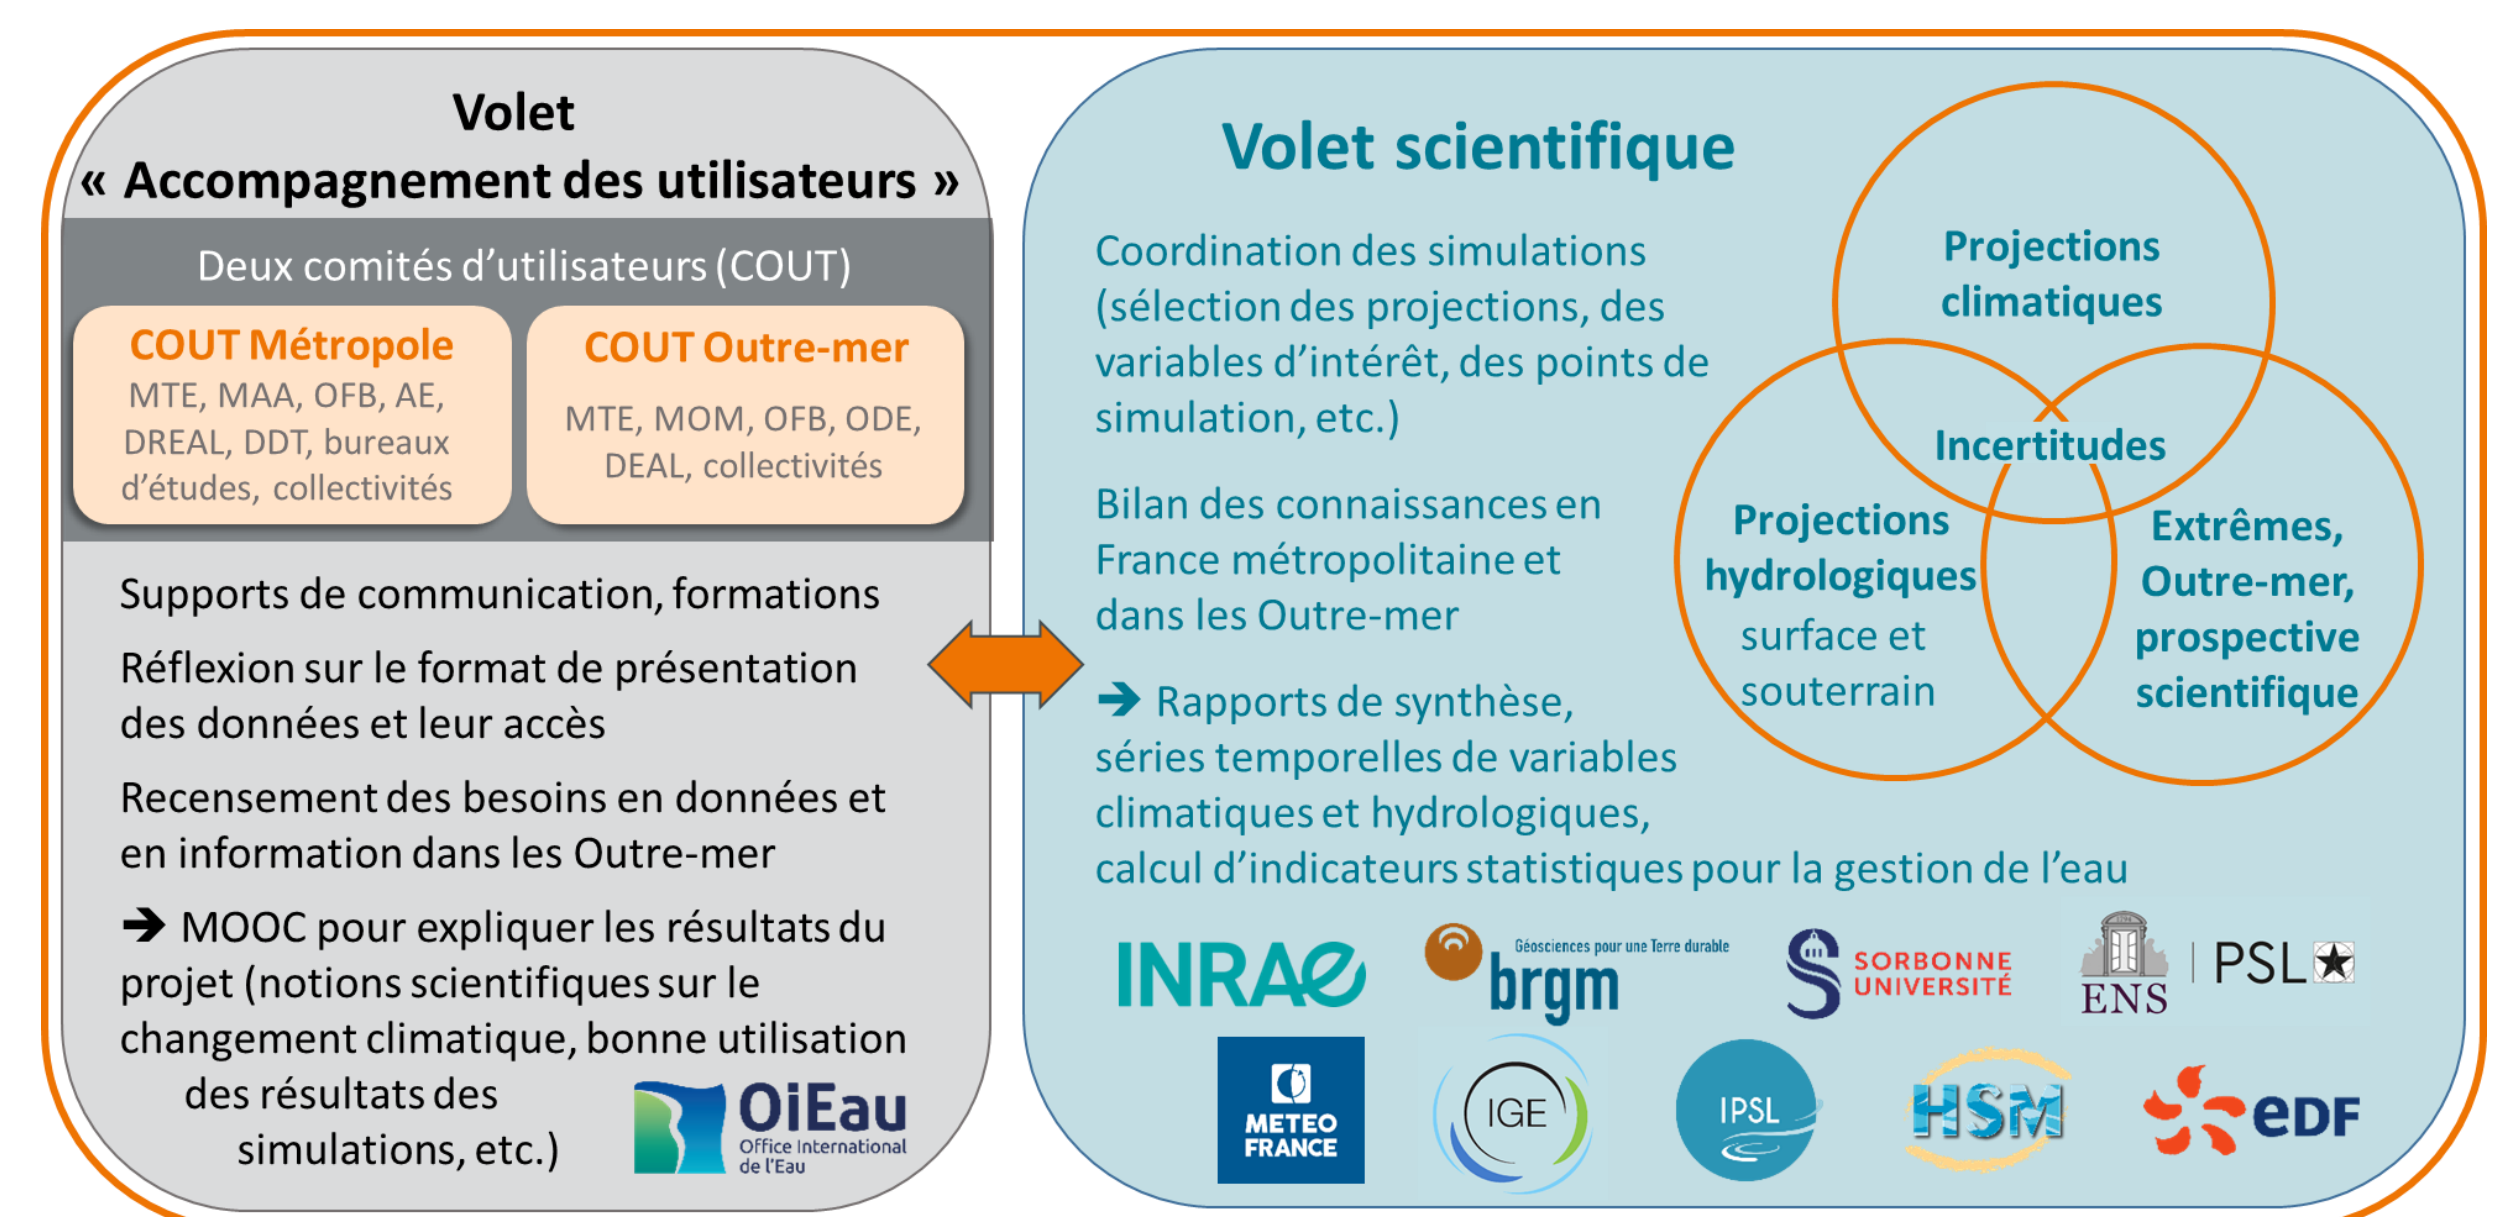 Volet
« Accompagnement des utilisateurs »
Deux comités d’utilisateurs (COUT)
COUT Métropole
MTE, MAA, OFB, AE,
DREAL, DDT, bureaux
d’études, collectivités
COUT Outre-mer
MTE, MOM, OFB, ODE,
DEAL, collectivités
Supports de communication, formations
Réflexion sur le format de présentation
des données et leur accès
Recensement des besoins en données et
en information dans les Outre-mer
➔ MOOC pour expliquer les résultats du
projet (notions scientifiques sur le
changement climatique, bonne utilisation
des résultats des
simulations, etc.)
OiEau
Office International
de l’Eau
Volet scientifique
Coordination des simulations
(sélection des projections, des
variables d’intérêt, des points de
simulation, etc.)
Bilan des connaissances en
France métropolitaine et
dans les Outre-mer
➔ Rapports de synthèse,
séries temporelles de variables
climatiques et hydrologiques,
calcul d’indicateurs statistiques pour la gestion de l’eau
Projections
climatiques
Incertitudes
Projections
hydrologiques
surface et
souterrain
Extrêmes,
Outre-mer,
prospective
scientifique
INRAE
Géosciences pour une Terre durable
brgm
SORBONNE
UNIVERSITÉ
ENS
PSL
METEO
FRANCE
IGE
IPSL
HSM
eDF